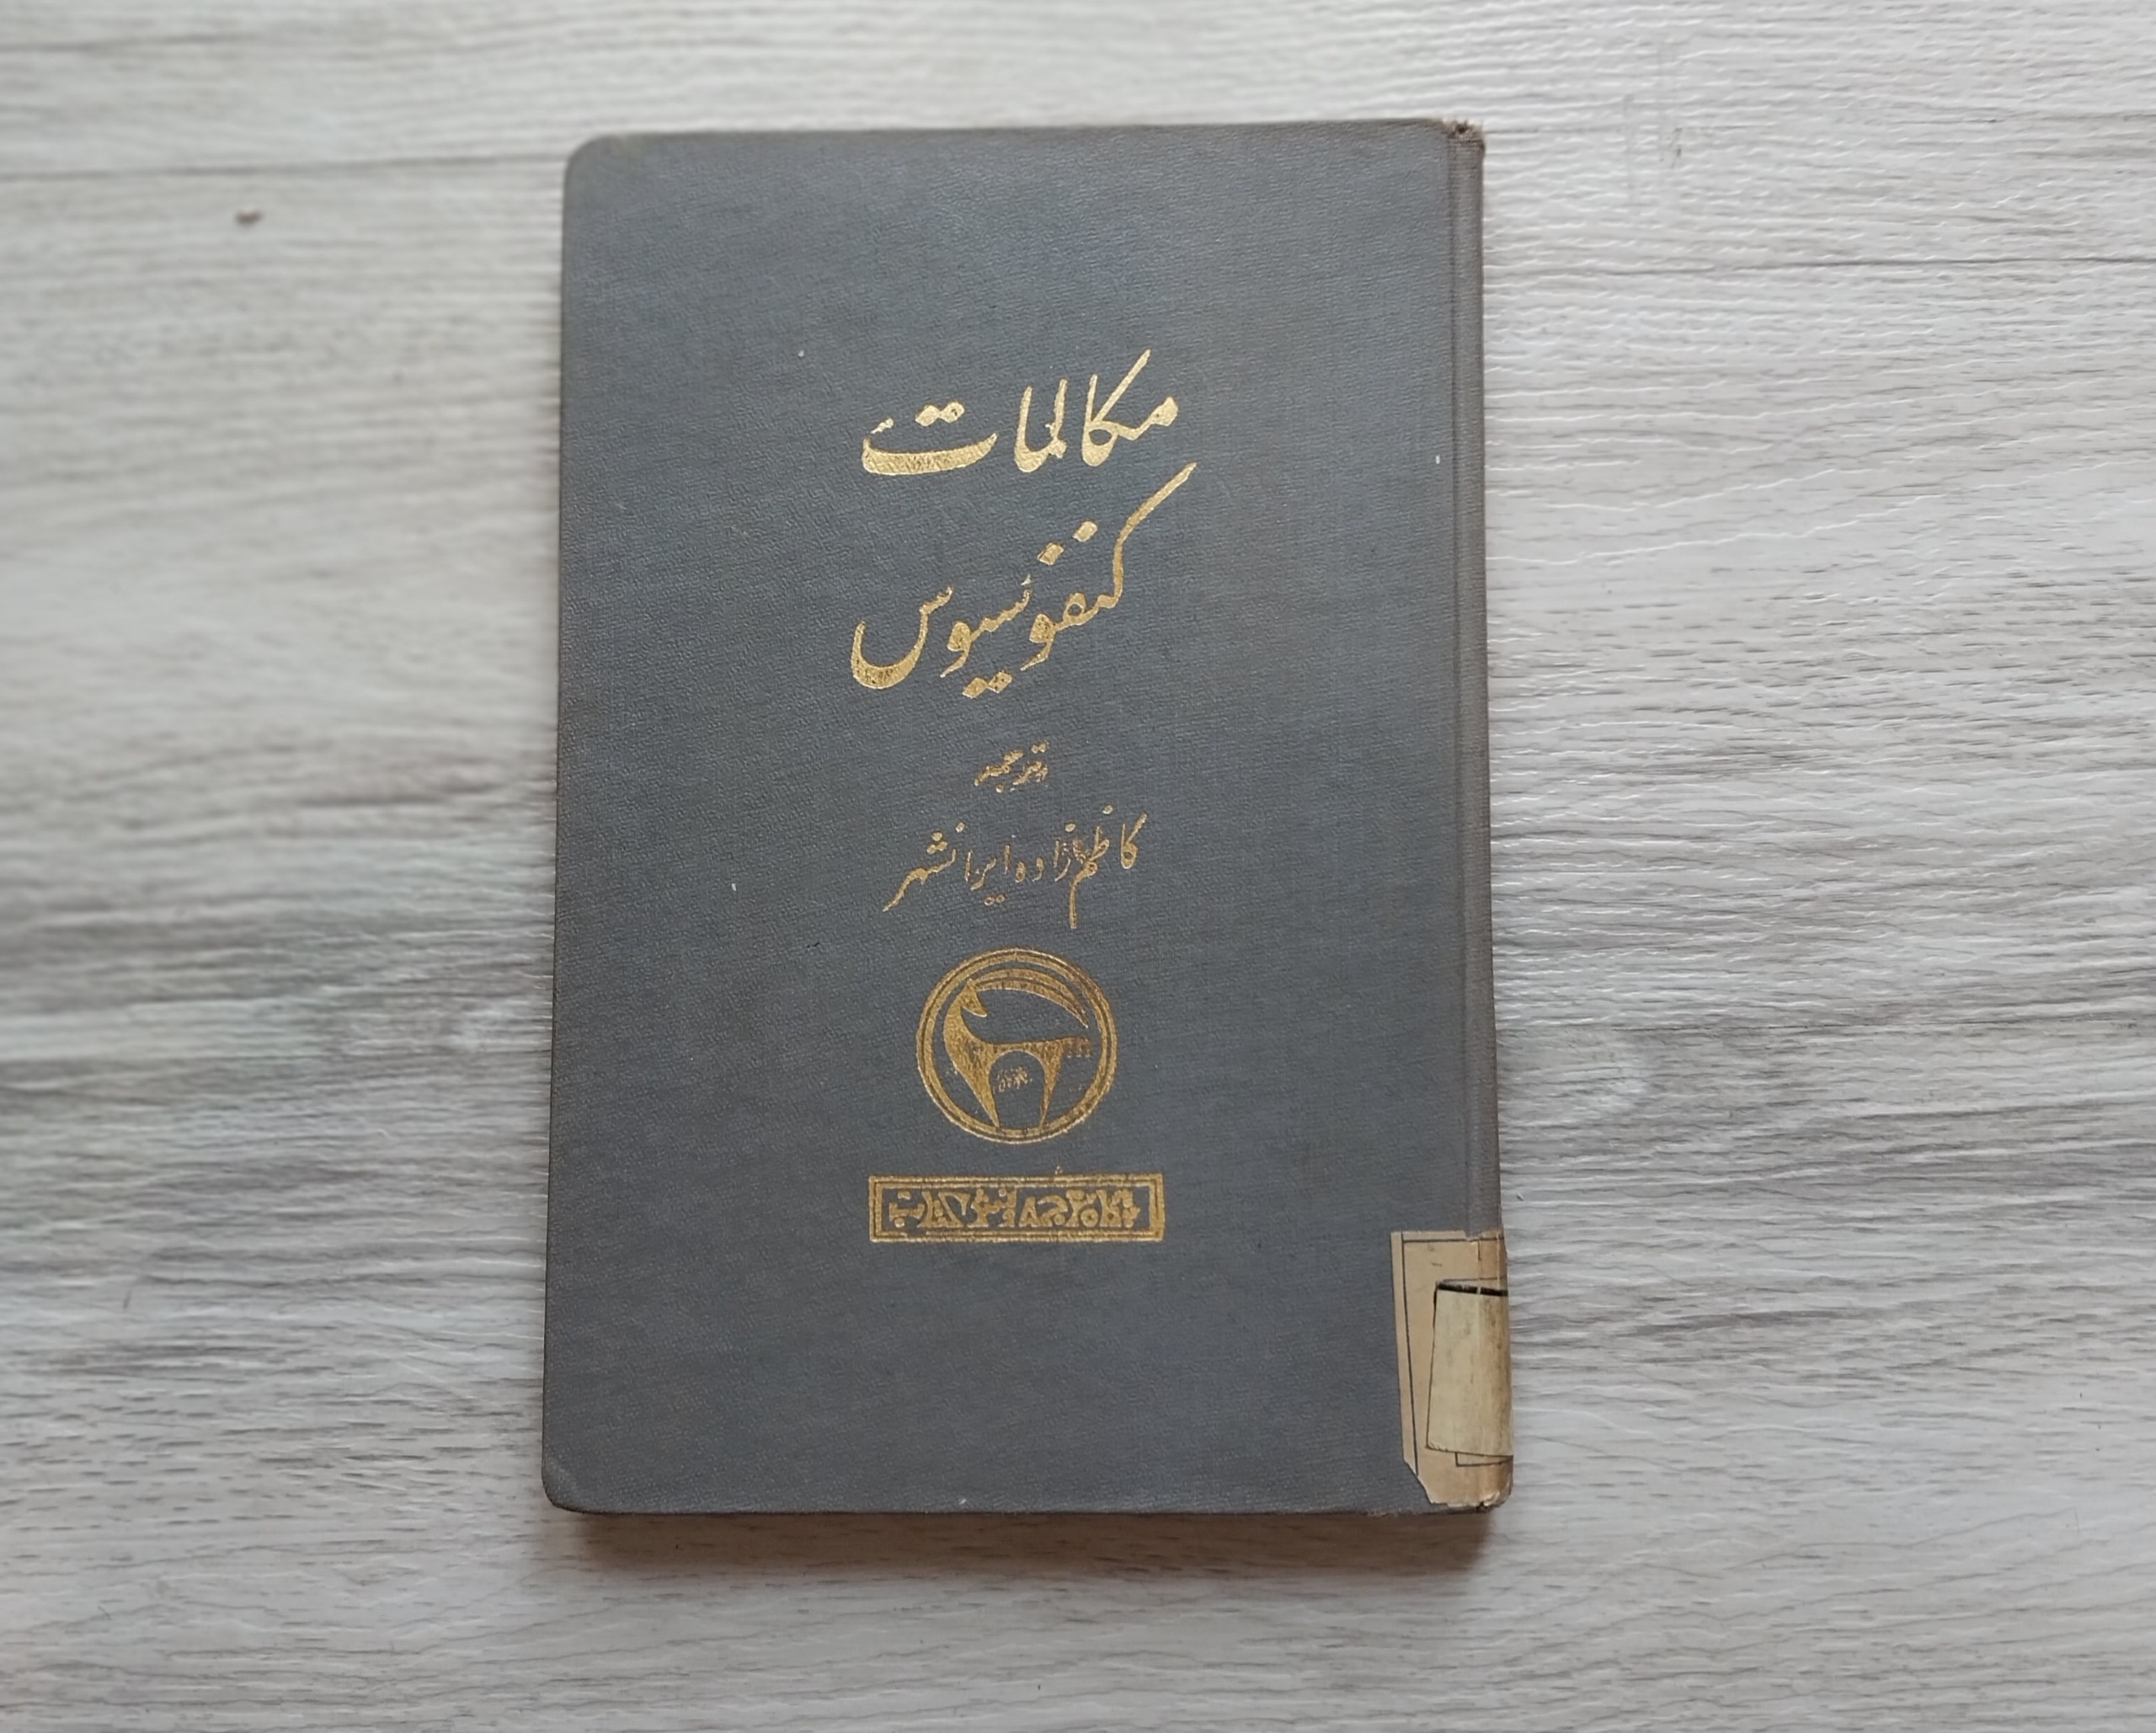 مکالمات
کنفوسیوس
ترجمه
کاظم‌زاده ایرانشهر